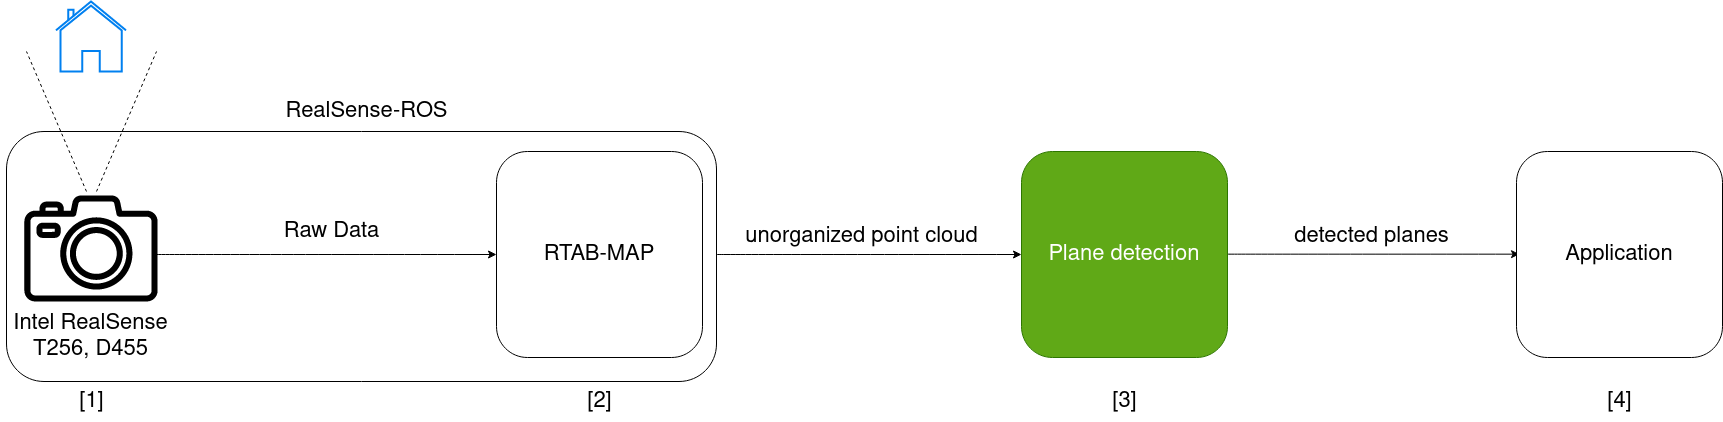 RealSense-ROS
Raw Data
RTAB-MAP
unorganized point cloud
Plane detection
detected planes
Application
Intel RealSense
T256, D455
[1]
[2]
[3]
[4]